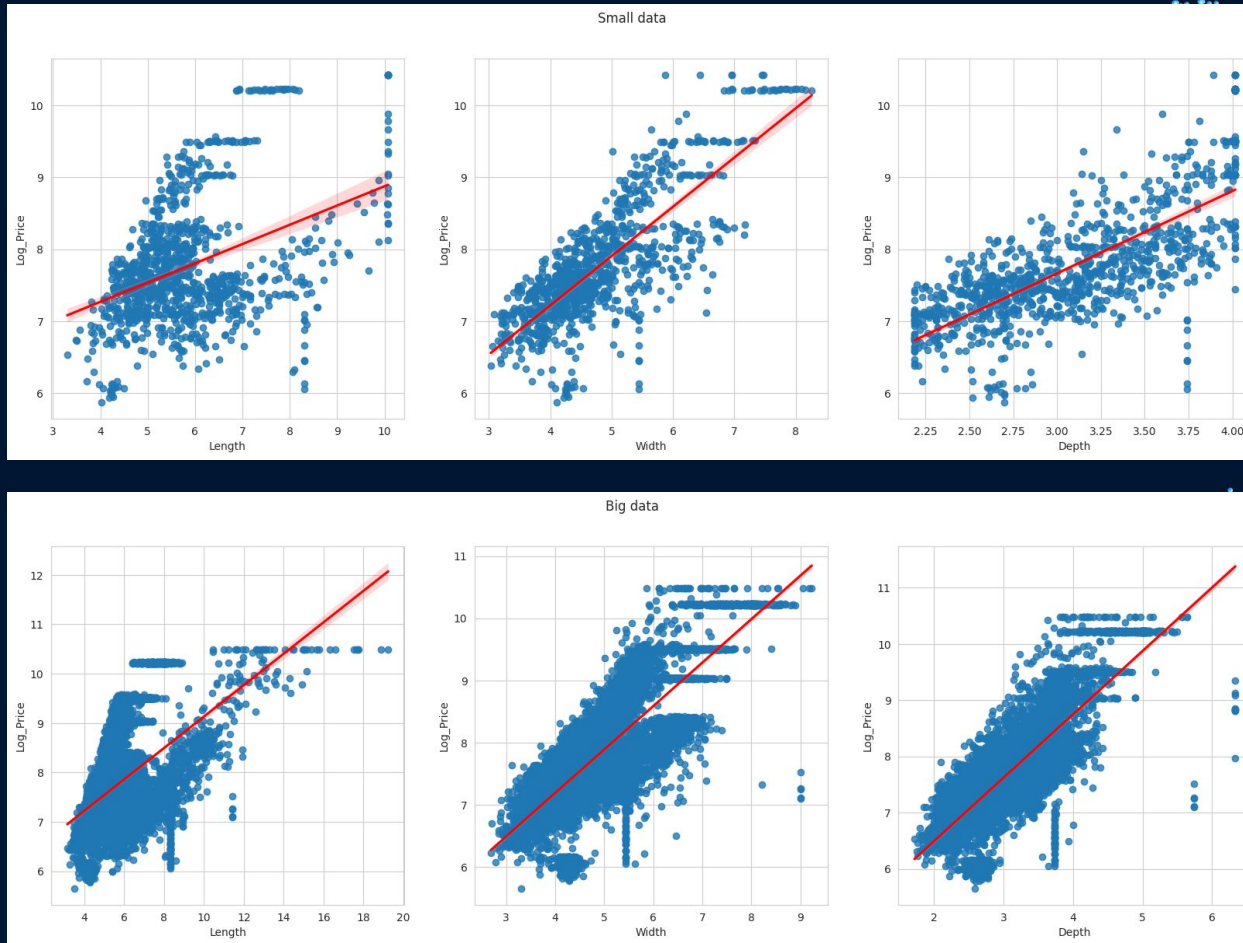 Small data
10
9
8
7
6
Log_Price
3 4 5 6 7 8 9 10
Length
10
9
8
7
6
Log_Price
3 4 5 6 7 8
Width
10
9
8
7
6
Log_Price
2.25 2.50 2.75 3.00 3.25 3.50 3.75 4.00
Depth
Big data
12
11
10
9
8
7
6
Log_Price
4 6 8 10 12 14 16 18 20
Length
11
10
9
8
7
6
Log_Price
3 4 5 6 7 8 9
Width
11
10
9
8
7
6
Log_Price
2 3 4 5 6
Depth